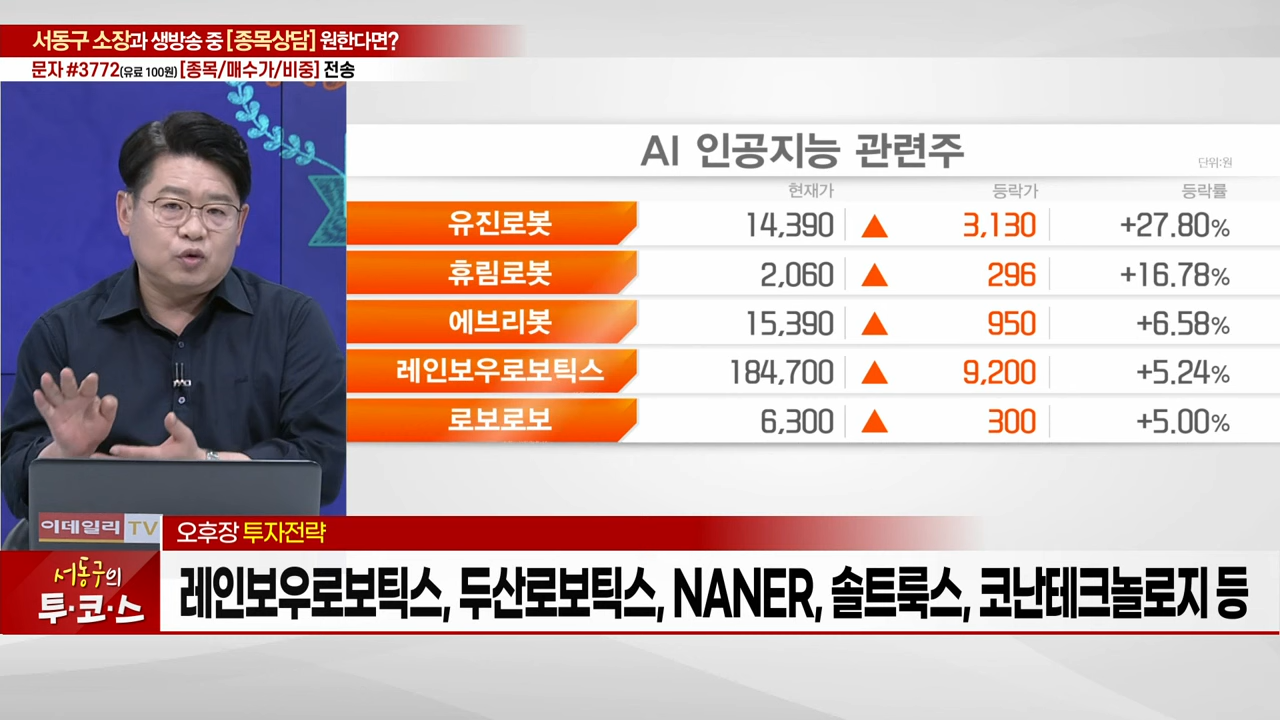 서동구 소장과 생방송 중 [종목상담] 원한다면?
문자 #3772(유료 100원) [종목/매수가/비중] 전송
AI 인공지능 관련주
단위:원
현재가 등락가 등락률
유진로봇 14,390 ▲ 3,130 +27.80%
휴림로봇 2,060 ▲ 296 +16.78%
에브리봇 15,390 ▲ 950 +6.58%
레인보우로보틱스 184,700 ▲ 9,200 +5.24%
로보로보 6,300 ▲ 300 +5.00%
이데일리 TV
오후장 투자전략
서동구의
투·코·스
레인보우로보틱스, 두산로보틱스, NANER, 솔트룩스, 코난테크놀로지 등